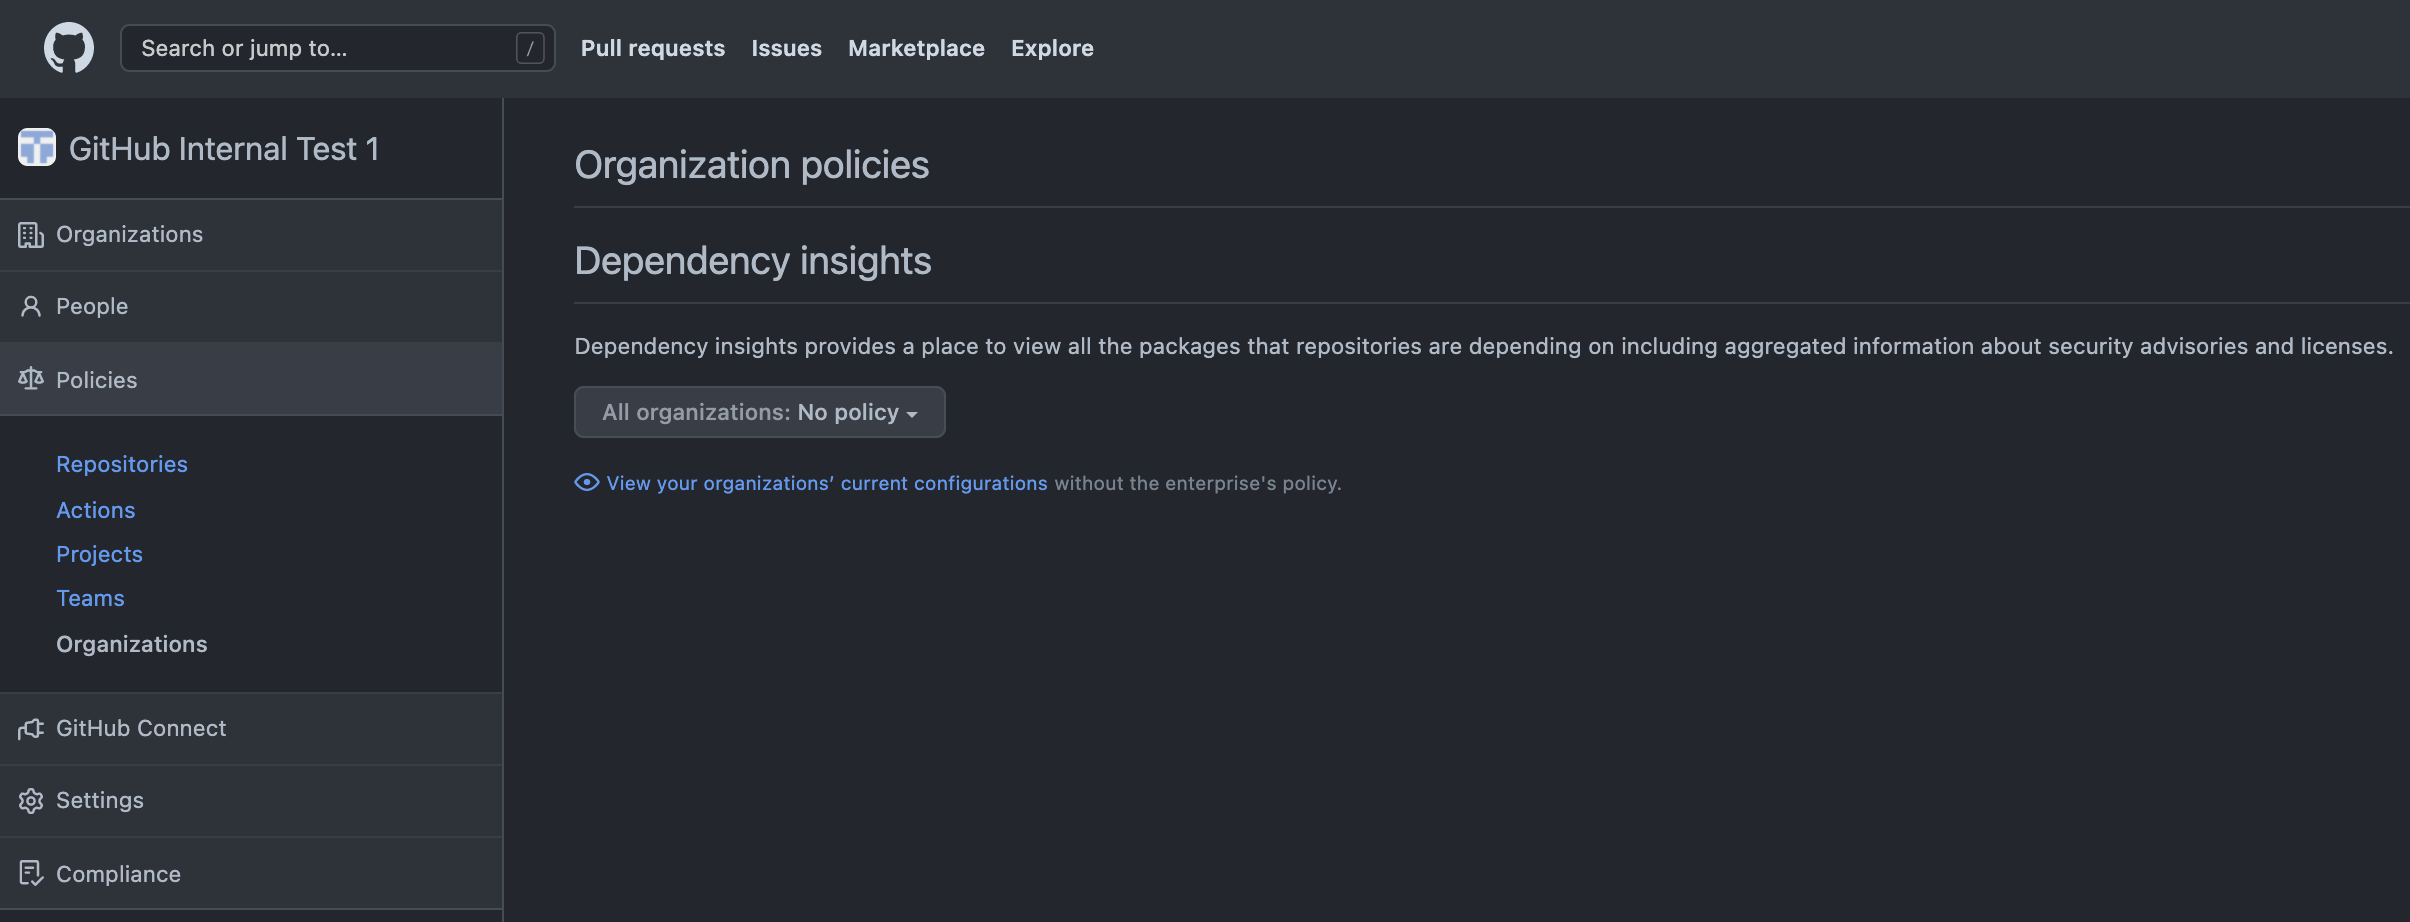 Search or jump to...
/
Pull requests
Issues
Marketplace
Explore
GitHub Internal Test 1
Organizations
People
Policies
Repositories
Actions
Projects
Teams
Organizations
GitHub Connect
Settings
Compliance
Organization policies
Dependency insights
Dependency insights provides a place to view all the packages that repositories are depending on including aggregated information about security advisories and licenses.
All organizations: No policy
View your organizations’ current configurations without the enterprise's policy.